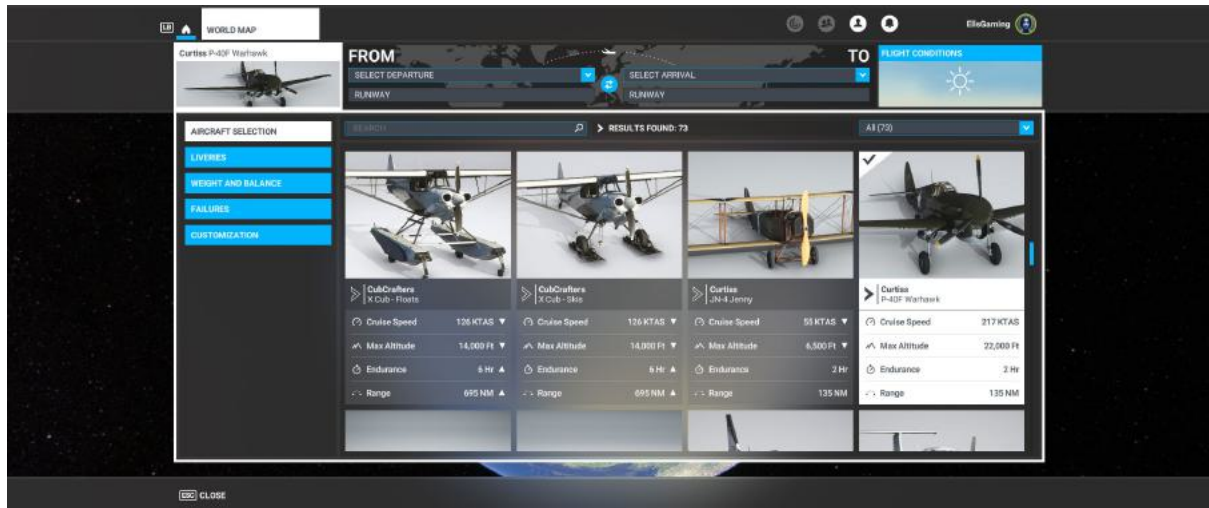 LB
WORLD MAP
ElisGaming
Curtiss P-40F Warhawk
FROM
TO
FLIGHT CONDITIONS
SELECT DEPARTURE
SELECT ARRIVAL
RUNWAY
RUNWAY
AIRCRAFT SELECTION
LIVERIES
WEIGHT AND BALANCE
FAILURES
CUSTOMIZATION
SEARCH
RESULTS FOUND: 73
All (73)
CubCrafters
X Cub - Floats
Cruise Speed 126 KTAS
Max Altitude 14,000 Ft
Endurance 6 Hr
Range 695 NM
CubCrafters
X Cub - Skis
Cruise Speed 126 KTAS
Max Altitude 14,000 Ft
Endurance 6 Hr
Range 695 NM
Curtiss
JN-4 Jenny
Cruise Speed 55 KTAS
Max Altitude 6,500 Ft
Endurance 2 Hr
Range 135 NM
Curtiss
P-40F Warhawk
Cruise Speed 217 KTAS
Max Altitude 22,000 Ft
Endurance 2 Hr
Range 135 NM
ESC CLOSE